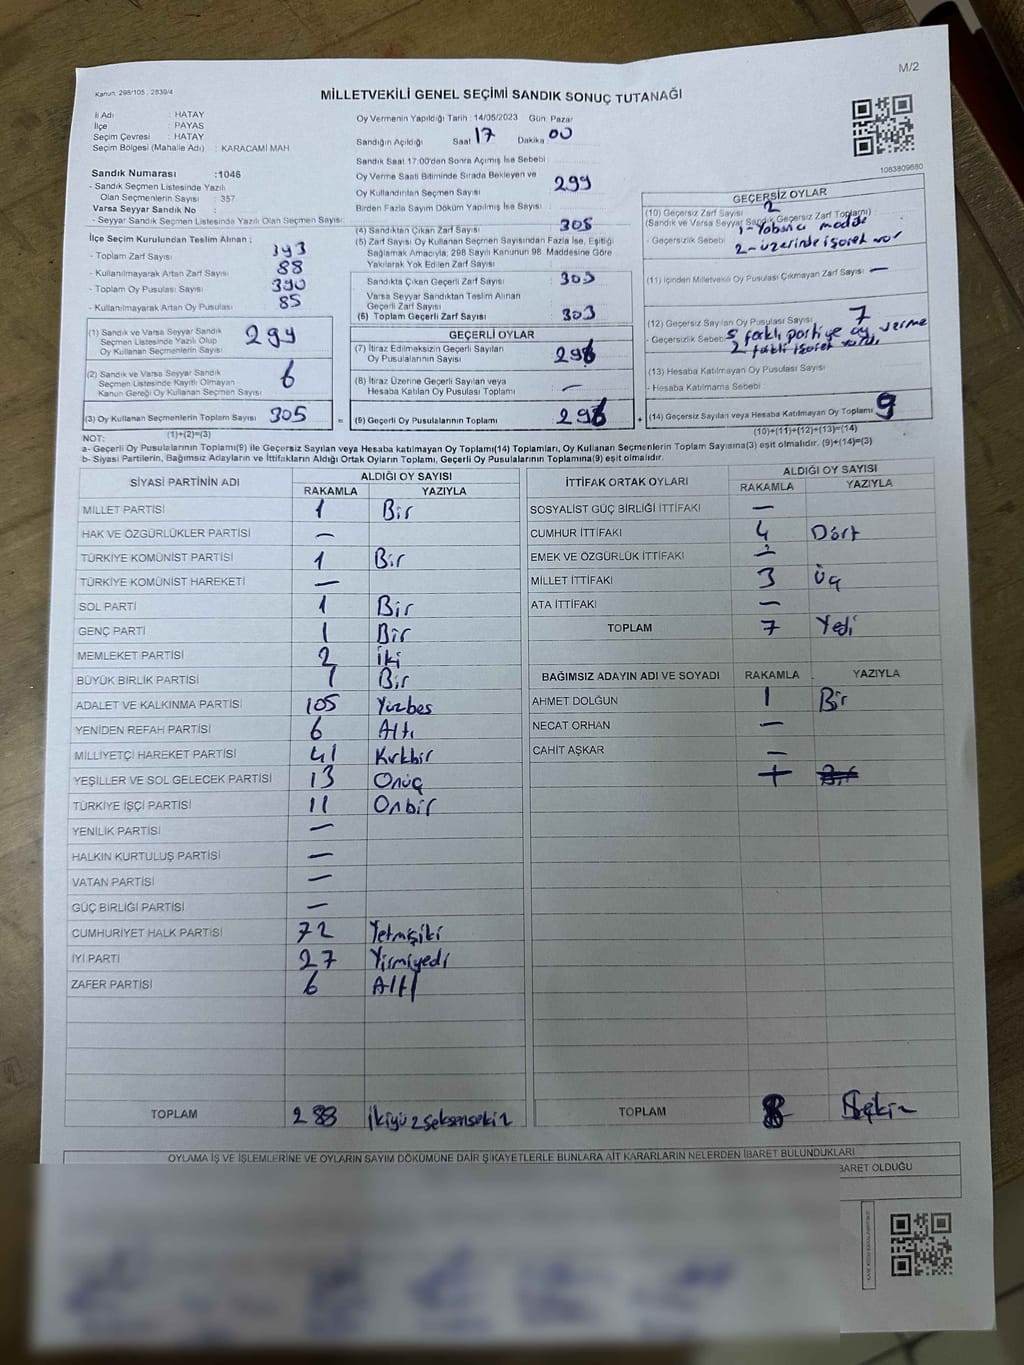 M/2
Kanun: 298/105 , 2839/4
MİLLETVEKİLİ GENEL SEÇİMİ SANDIK SONUÇ TUTANAĞI
İl Adı : HATAY
İlçe : PAYAS
Seçim Çevresi : HATAY
Seçim Bölgesi (Mahalle Adı) : KARACAMİ MAH.
Sandık Numarası :1046
- Sandık Seçmen Listesinde Yazılı
Olan Seçmenlerin Sayısı : 357
Varsa Seyyar Sandık No :
- Seyyar Sandık Seçmen Listesinde Yazılı Olan Seçmen Sayısı:
İlçe Seçim Kurulundan Teslim Alınan :
- Toplam Zarf Sayısı 393
- Kullanılmayarak Artan Zarf Sayısı 88
- Toplam Oy Pusulası Sayısı 390
- Kullanılmayarak Artan Oy Pusulası 85
(1) Sandık ve Varsa Seyyar Sandık
Seçmen Listesinde Yazılı Olup
Oy Kullanan Seçmenlerin Sayısı 299
(2) Sandık ve Varsa Seyyar Sandık
Seçmen Listesinde Kayıtlı Olmayan
Kanun Gereği Oy Kullanan Seçmen Sayısı 6
(3) Oy Kullanan Seçmenlerin Toplam Sayısı 305
(1)+(2)=(3)
Oy Vermenin Yapıldığı Tarih : 14/05/2023 Gün: Pazar
Sandığın Açıldığı Saat 17 Dakika 00
Sandık Saat 17:00'den Sonra Açmış İse Sebebi :
Oy Verme Saati Bitiminde Sırada Bekleyen ve
Oy Kullandırılan Seçmen Sayısı 299
Birden Fazla Sayım Döküm Yapılmış İse Sayısı
(4) Sandıktan Çıkan Zarf Sayısı 305
(5) Zarf Sayısı Oy Kullanan Seçmen Sayısından Fazla İse, Eşitliği
Sağlamak Amacıyla; 298 Sayılı Kanunun 98. Maddesine Göre
Yakılarak Yok Edilen Zarf Sayısı
Sandıkta Çıkan Geçerli Zarf Sayısı 303
Varsa Seyyar Sandıktan Teslim Alınan
Geçerli Zarf Sayısı
(6) Toplam Geçerli Zarf Sayısı : 303
GEÇERLİ OYLAR
(7) İtiraz Edilmeksizin Geçerli Sayılan
Oy Pusulalarının Sayısı 296
(8) İtiraz Üzerine Geçerli Sayılan veya
Hesaba Katılan Oy Pusulası Sayısı —
= (9) Geçerli Oy Pusulalarının Toplamı 296 +
1063809680
GEÇERSİZ OYLAR
(10) Geçersiz Zarf Sayısı 2
(Sandık ve Varsa Seyyar Sandık Geçersiz Zarf Toplamı)
- Geçersizlik Sebebi : 1- Yabancı madde
2- üzerinde işaret var
(11) İçinden Milletvekili Oy Pusulası Çıkmayan Zarf Sayısı —
(12) Geçersiz Sayılan Oy Pusulası Sayısı 7
- Geçersizlik Sebebi: 5 farklı partiye oy verme
2 farklı işaret
(13) Hesaba Katılmayan Oy Pusulası Sayısı
- Hesaba Katılmama Sebebi :
(14) Geçersiz Sayılan veya Hesaba Katılmayan Oy Toplamı 9
(10)+(11)+(12)+(13)=(14)
NOT:
a- Geçerli Oy Pusulalarının Toplamı(9) ile Geçersiz Sayılan veya Hesaba katılmayan Oy Toplamı(14) Toplamları, Oy Kullanan Seçmenlerin Toplam Sayısına(3) eşit olmalıdır. (9)+(14)=(3)
b- Siyasi Partilerin, Bağımsız Adayların ve İttifakların Aldığı Ortak Oyların Toplamı, Geçerli Oy Pusulalarının Toplamına(9) eşit olmalıdır.
SİYASİ PARTİNİN ADI ALDIĞI OY SAYISI
RAKAMLA YAZIYLA
MİLLET PARTİSİ 1 Bir
HAK VE ÖZGÜRLÜKLER PARTİSİ —
TÜRKİYE KOMÜNİST PARTİSİ 1 Bir
TÜRKİYE KOMÜNİST HAREKETİ —
SOL PARTİ 1 Bir
GENÇ PARTİ 1 Bir
MEMLEKET PARTİSİ 2 İki
BÜYÜK BİRLİK PARTİSİ 1 Bir
ADALET VE KALKINMA PARTİSİ 105 Yüzbeş
YENİDEN REFAH PARTİSİ 6 Altı
MİLLİYETÇİ HAREKET PARTİSİ 41 Kırkbir
YEŞİLLER VE SOL GELECEK PARTİSİ 13 Onüç
TÜRKİYE İŞÇİ PARTİSİ 11 Onbir
YENİLİK PARTİSİ —
HALKIN KURTULUŞ PARTİSİ —
VATAN PARTİSİ —
GÜÇ BİRLİĞİ PARTİSİ —
CUMHURİYET HALK PARTİSİ 72 Yetmişiki
İYİ PARTİ 27 Yirmiyedi
ZAFER PARTİSİ 6 Altı
TOPLAM 288 İkiyüzseksensekiz
İTTİFAK ORTAK OYLARI ALDIĞI OY SAYISI
RAKAMLA YAZIYLA
SOSYALİST GÜÇ BİRLİĞİ İTTİFAKI —
CUMHUR İTTİFAKI 4 Dört
EMEK VE ÖZGÜRLÜK İTTİFAKI —
MİLLET İTTİFAKI 3 Üç
ATA İTTİFAKI —
TOPLAM 7 Yedi
BAĞIMSIZ ADAYIN ADI VE SOYADI RAKAMLA YAZIYLA
AHMET DOLĞUN 1 Bir
NECAT ORHAN —
CAHİT AŞKAR —
TOPLAM 8 Sekiz
OYLAMA İŞ VE İŞLEMLERİNE VE OYLARIN SAYIM DÖKÜMÜNE DAİR ŞİKAYETLERLE BUNLARA AİT KARARLARIN NELERDEN İBARET BULUNDUKLARI
BARET OLDUĞU